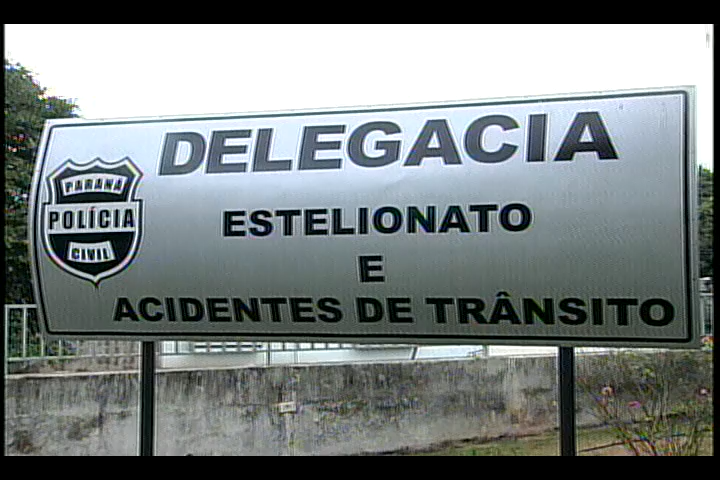 DELEGACIA
PARANÁ
POLÍCIA
CIVIL
ESTELIONATO
E
ACIDENTES DE TRÂNSITO